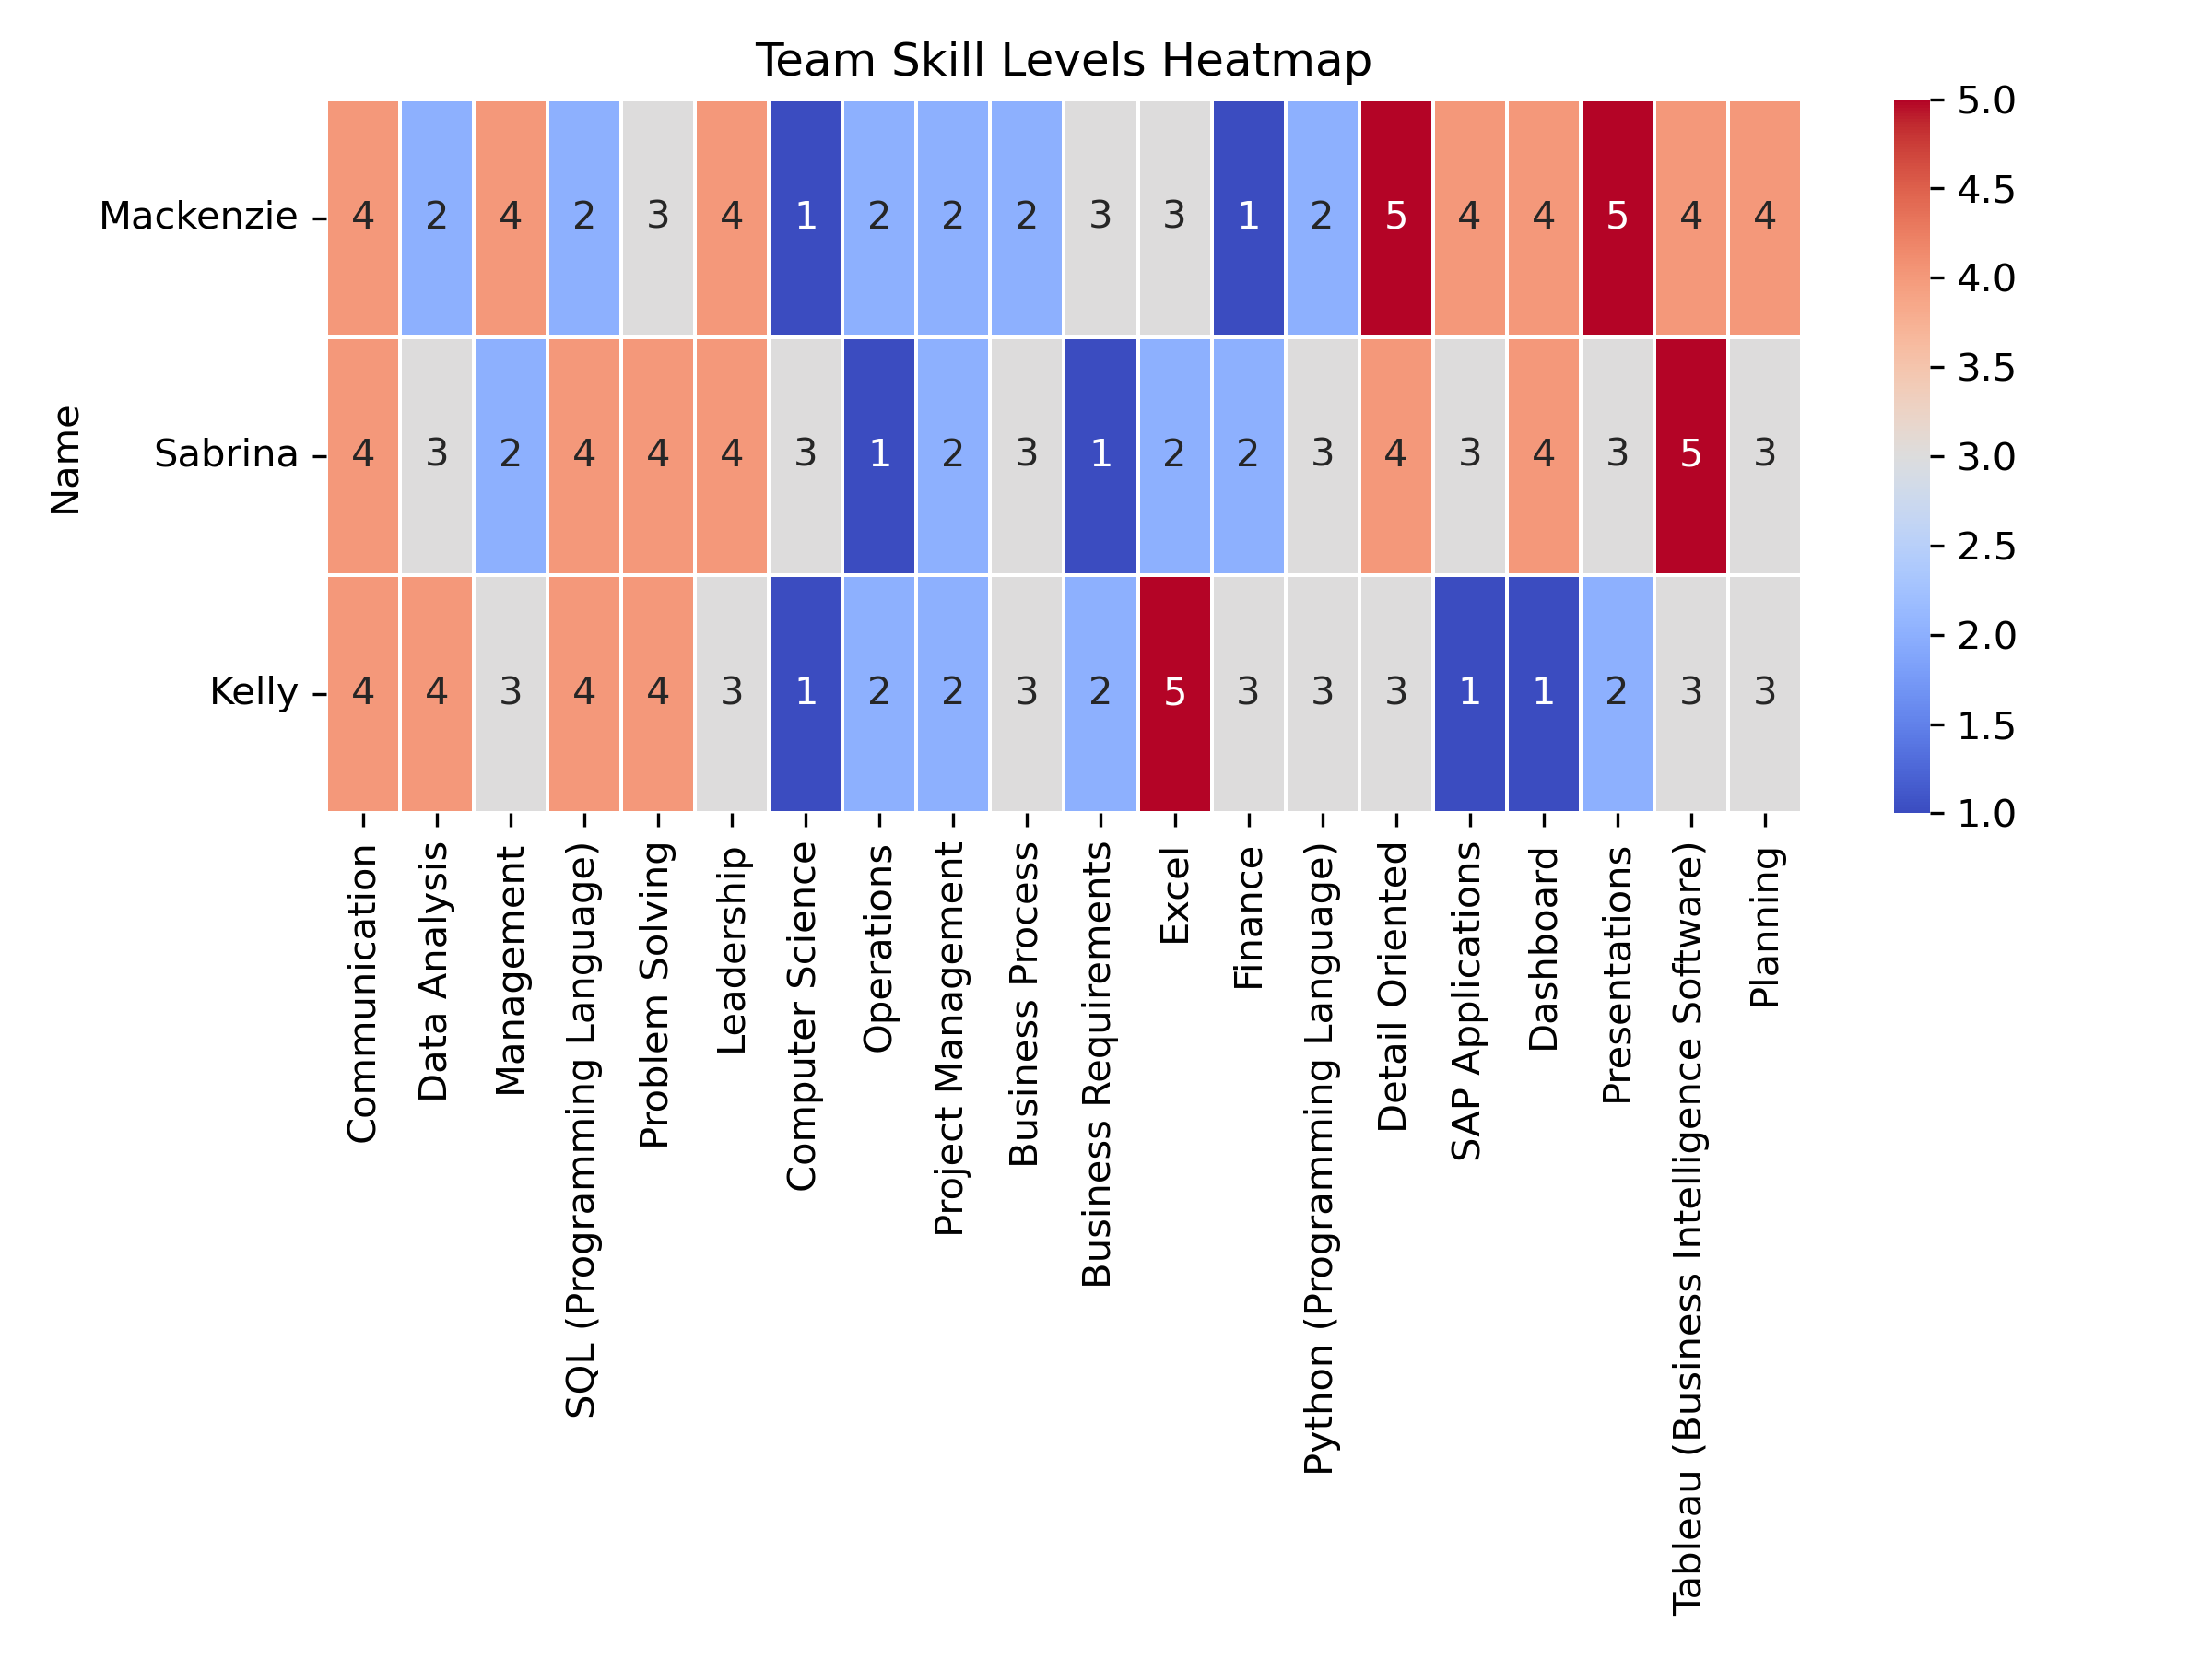 Team Skill Levels Heatmap
Name
Mackenzie 4 2 4 2 3 4 1 2 2 2 3 3 1 2 5 4 4 5 4 4
Sabrina 4 3 2 4 4 4 3 1 2 3 1 2 2 3 4 3 4 3 5 3
Kelly 4 4 3 4 4 3 1 2 2 3 2 5 3 3 3 1 1 2 3 3
Communication
Data Analysis
Management
SQL (Programming Language)
Problem Solving
Leadership
Computer Science
Operations
Project Management
Business Process
Business Requirements
Excel
Finance
Python (Programming Language)
Detail Oriented
SAP Applications
Dashboard
Presentations
Tableau (Business Intelligence Software)
Planning
5.0
4.5
4.0
3.5
3.0
2.5
2.0
1.5
1.0